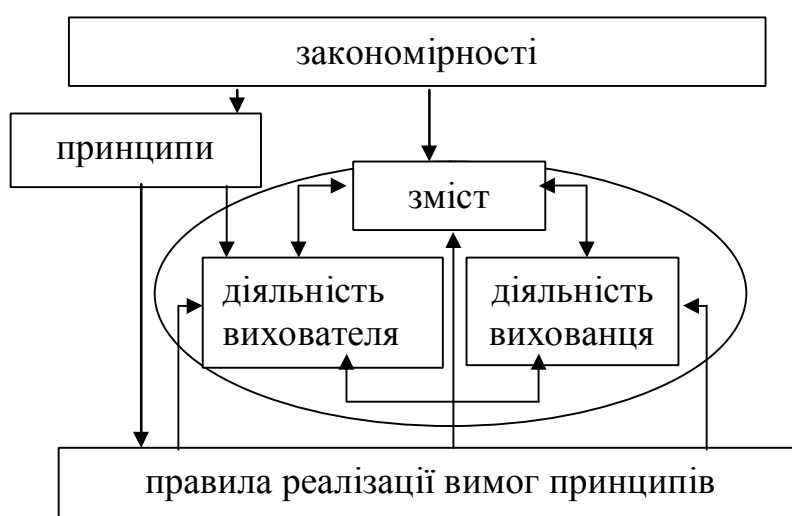 закономірності
принципи
зміст
діяльність
вихователя
діяльність
вихованця
правила реалізації вимог принципів